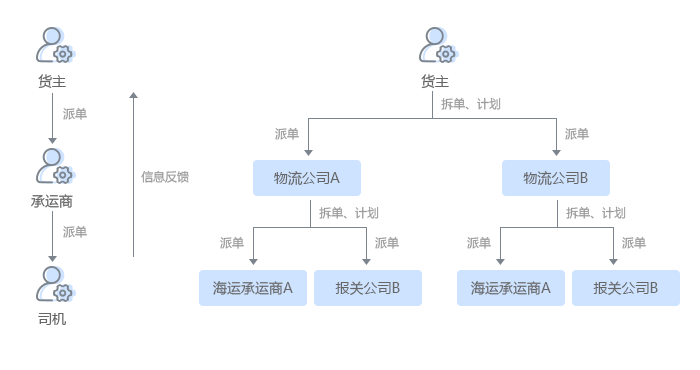 货主
派单
承运商
派单
司机
信息反馈
货主
拆单、计划
派单
派单
物流公司A
物流公司B
拆单、计划
拆单、计划
派单
派单
派单
派单
海运承运商A
报关公司B
海运承运商A
报关公司B